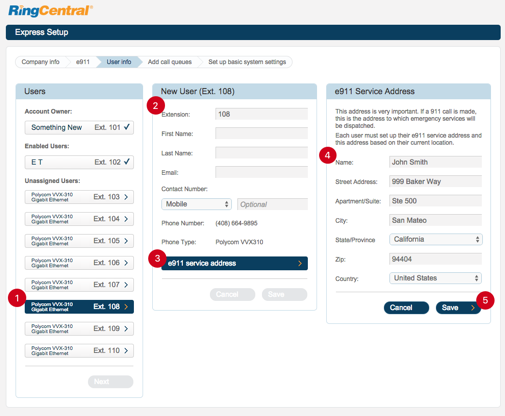 RingCentral®
Express Setup
Company info
e911
User info
Add call queues
Set up basic system settings
Users
Account Owner:
Something New Ext. 101
Enabled Users:
E T Ext. 102
Unassigned Users:
Polycom VVX-310
Gigabit Ethernet
Ext. 103
Polycom VVX-310
Gigabit Ethernet
Ext. 104
Polycom VVX-310
Gigabit Ethernet
Ext. 105
Polycom VVX-310
Gigabit Ethernet
Ext. 106
Polycom VVX-310
Gigabit Ethernet
Ext. 107
1
Polycom VVX-310
Gigabit Ethernet
Ext. 108
Polycom VVX-310
Gigabit Ethernet
Ext. 109
Polycom VVX-310
Gigabit Ethernet
Ext. 110
Next
New User (Ext. 108)
2
Extension: 108
First Name:
Last Name:
Email:
Contact Number:
Mobile Optional
Phone Number: (408) 664-9895
Phone Type: Polycom VVX310
3
e911 service address
Cancel
Save
e911 Service Address
This address is very important. If a 911 call is made,
this is the address to which emergency services will
be dispatched.
Each user must set up their e911 service address and
this address based on their current location.
4
Name: John Smith
Street Address: 999 Baker Way
Apartment/Suite: Ste 500
City: San Mateo
State/Province California
Zip: 94404
Country: United States
Cancel
Save
5